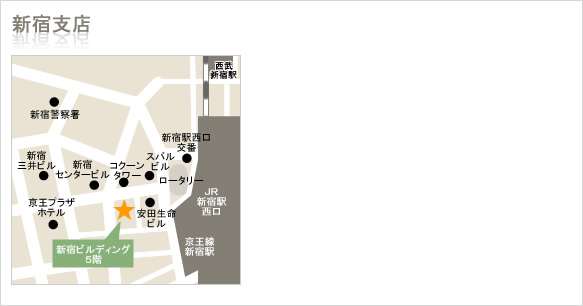 新宿支店
西武
新宿駅
新宿警察署
新宿駅西口
交番
新宿
三井ビル
新宿
センタービル
コクーン
タワー
スバル
ビル
ロータリー
京王プラザ
ホテル
安田生命
ビル
JR
新宿駅
西口
新宿ビルディング
5階
京王線
新宿駅